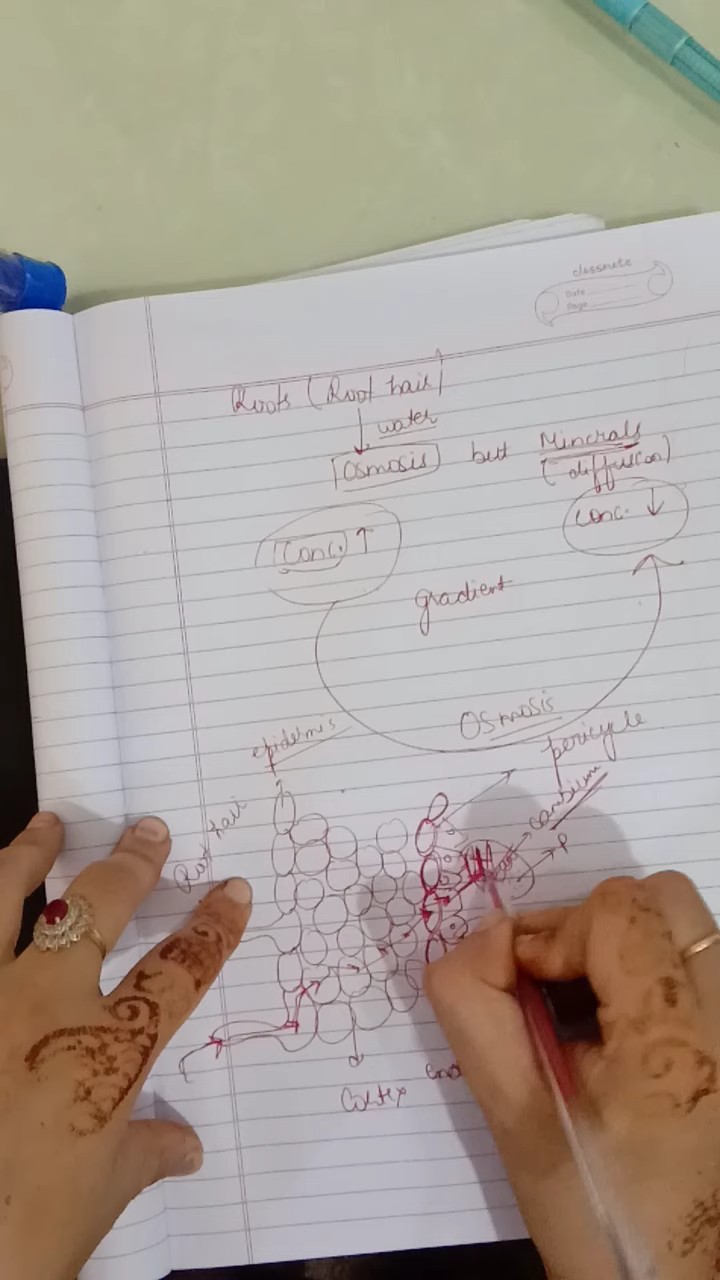 classmate
Date
Page
Roots (Root hair)
water
Osmosis but Minerals
(diffusion)
Conc. ↑
Conc. ↓
gradient
Osmosis
epidermis
pericycle
cambium
Root hair
P
Cortex
end